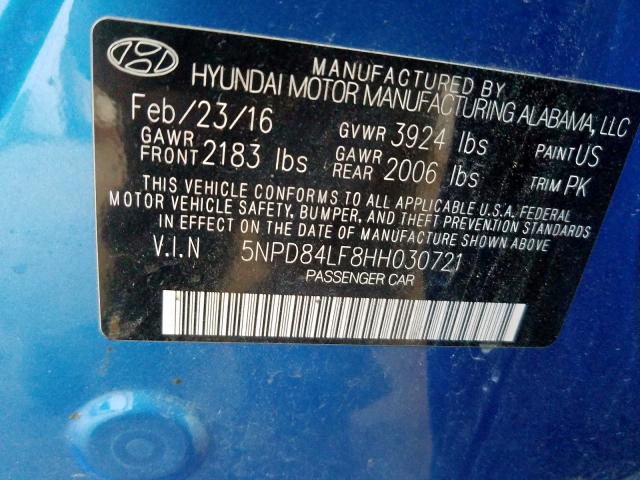 MANUFACTURED BY
HYUNDAI MOTOR MANUFACTURING ALABAMA, LLC
Feb/23/16 GVWR 3924 lbs PAINT US
GAWR FRONT 2183 lbs GAWR REAR 2006 lbs TRIM PK
THIS VEHICLE CONFORMS TO ALL APPLICABLE U.S.A. FEDERAL
MOTOR VEHICLE SAFETY, BUMPER, AND THEFT PREVENTION STANDARDS
IN EFFECT ON THE DATE OF MANUFACTURE SHOWN ABOVE
V.I.N 5NPD84LF8HH030721
PASSENGER CAR